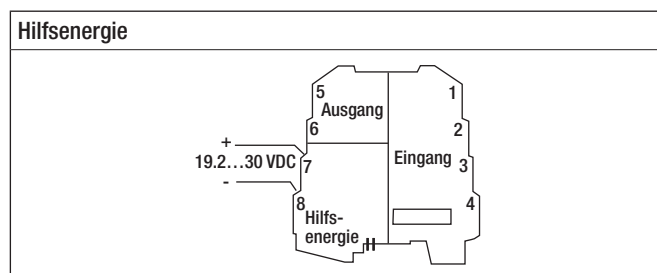 Hilfsenergie
5
1
Ausgang
6
2
+
19.2...30 VDC
7
Eingang
3
-
8
4
Hilfs-
energie